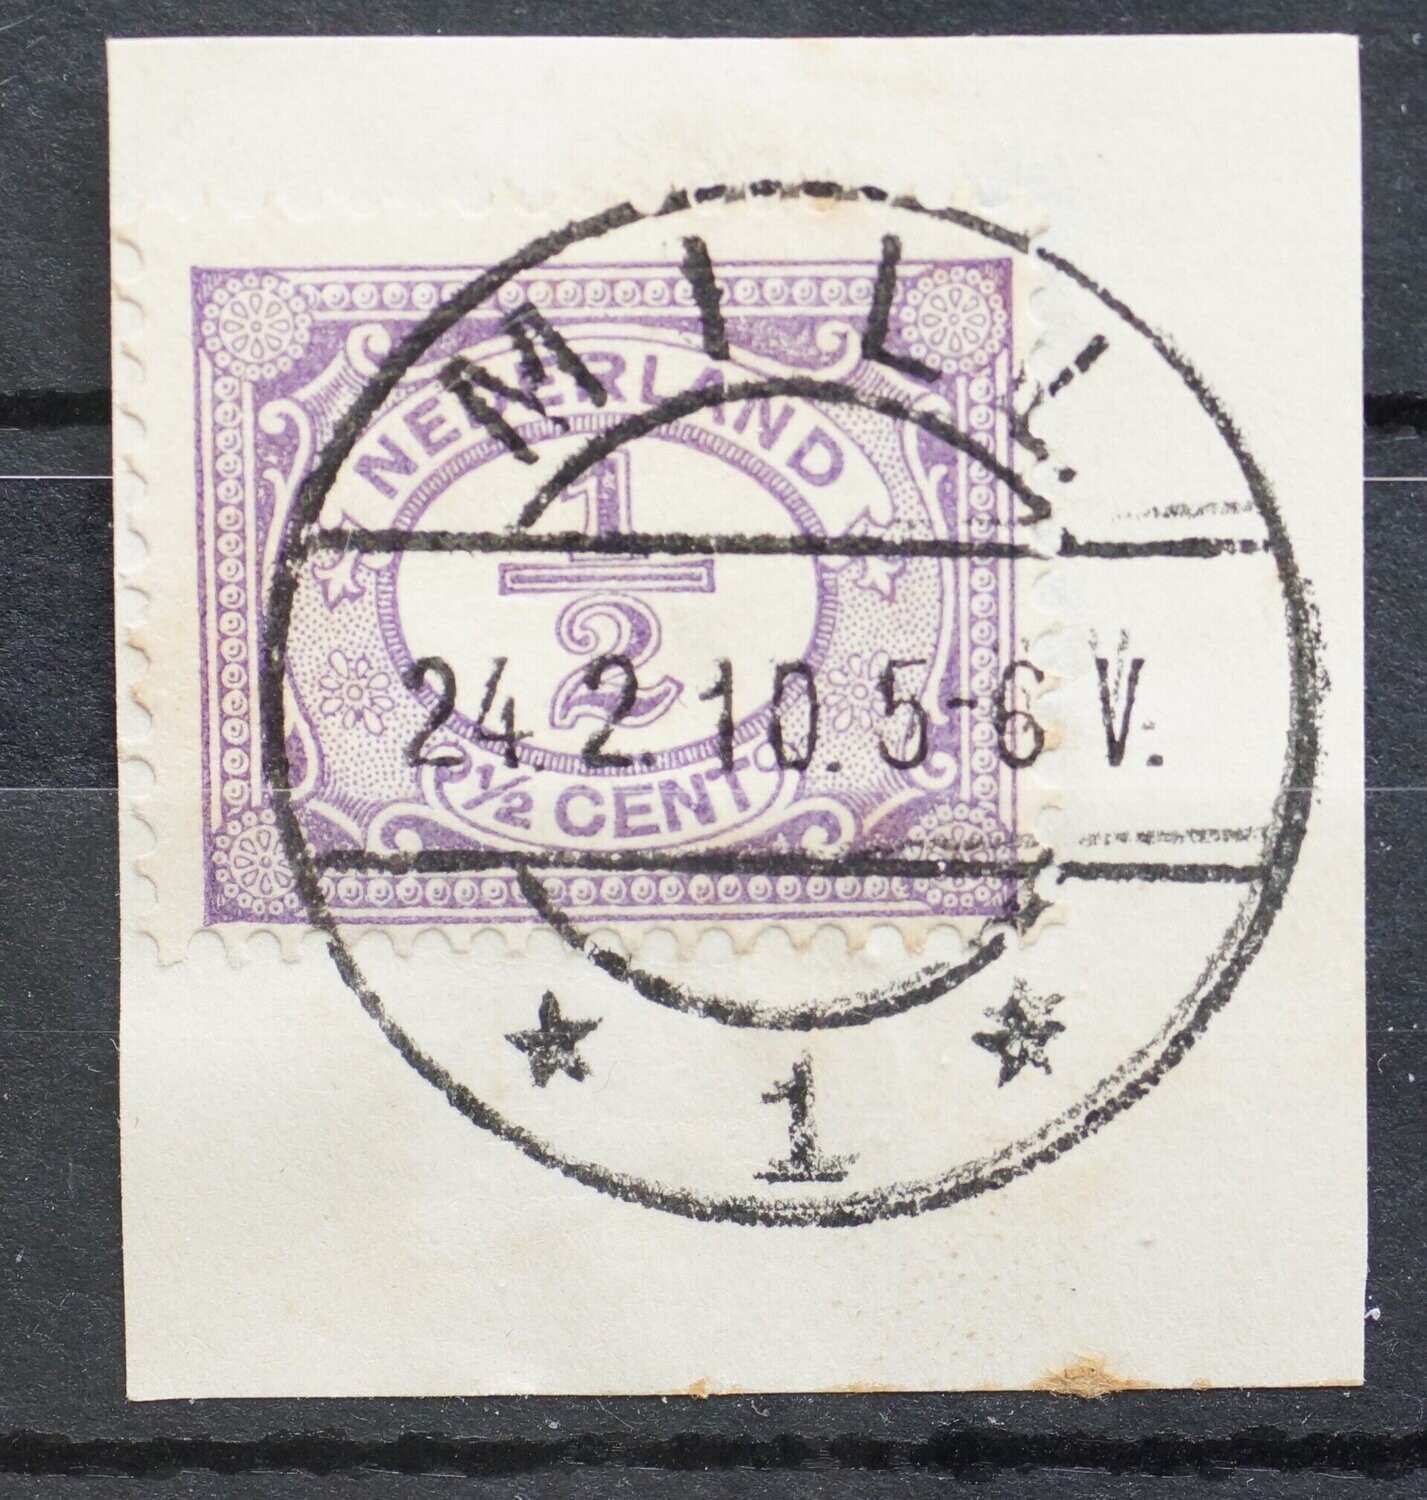 MILL
NEDERLAND
1/2
24.2.10.5-6 V.
½ CENT
1